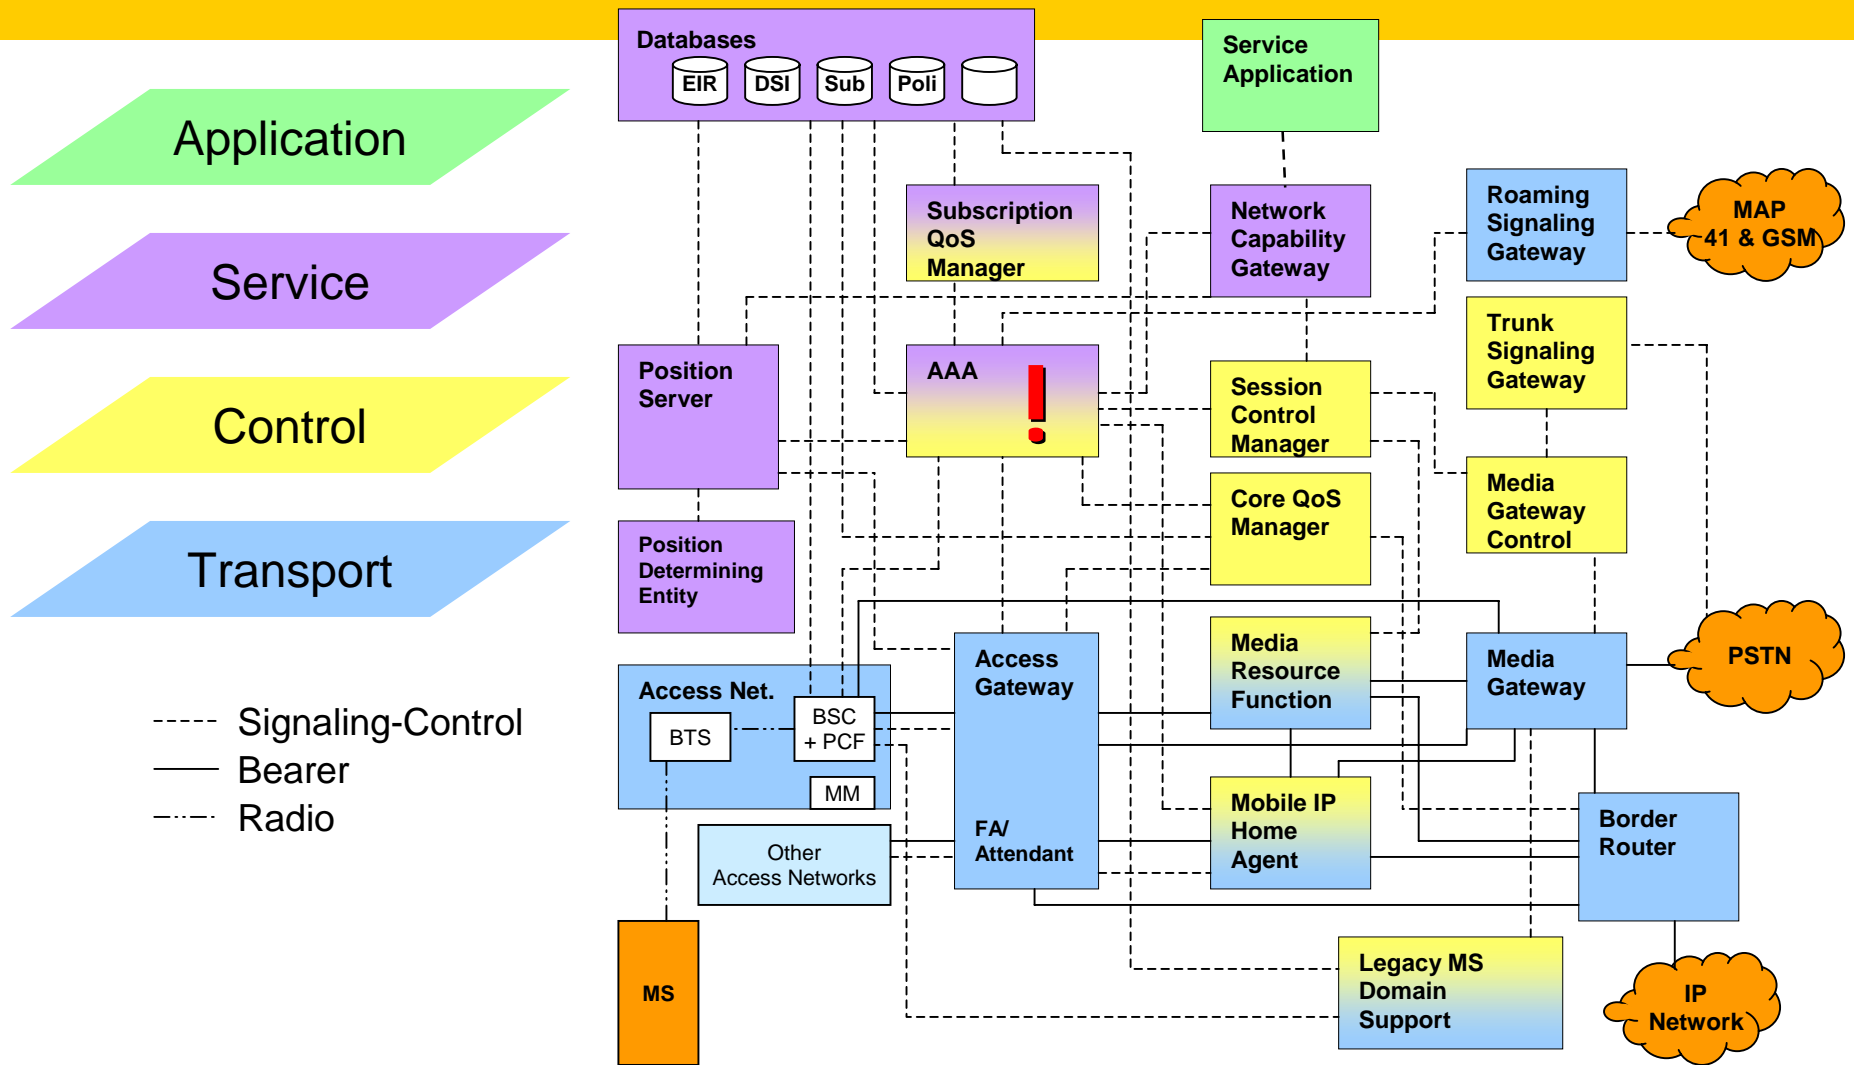 Application
Service
Control
Transport
Signaling-Control
Bearer
Radio
Databases
EIR
DSI
Sub
Poli
Service
Application
Subscription
QoS
Manager
Network
Capability
Gateway
Roaming
Signaling
Gateway
MAP
41 & GSM
Position
Server
AAA
!
Session
Control
Manager
Trunk
Signaling
Gateway
Position
Determining
Entity
Core QoS
Manager
Media
Gateway
Control
Access Net.
BTS
BSC
+ PCF
MM
Access
Gateway
FA/
Attendant
Media
Resource
Function
Media
Gateway
PSTN
Other
Access Networks
Mobile IP
Home
Agent
Border
Router
MS
Legacy MS
Domain
Support
IP
Network